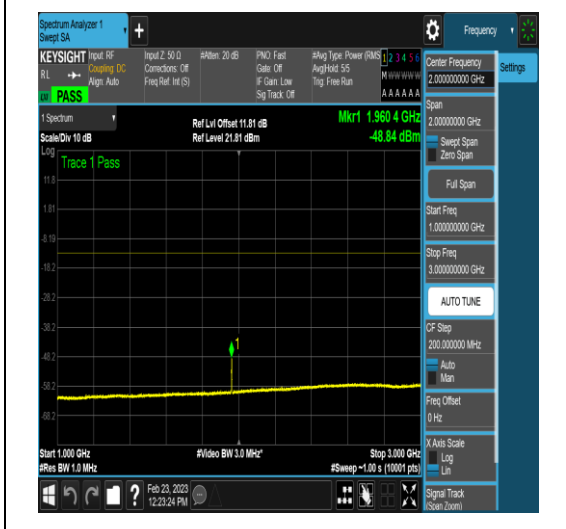 Spectrum Analyzer 1
Swept SA
Frequency
KEYSIGHT
RL
Input: RF
Coupling: DC
Align: Auto
Input Z: 50 Ω
Corrections: Off
Freq Ref: Int (S)
#Atten: 20 dB
PNO: Fast
Gate: Off
IF Gain: Low
Sig Track: Off
#Avg Type: Power (RMS
Avg|Hold: 5/5
Trig: Free Run
1 2 3 4 5 6
M W W W W W
A A A A A A
PASS
1 Spectrum
Scale/Div 10 dB
Ref Lvl Offset 11.81 dB
Ref Level 21.81 dBm
Mkr1 1.960 4 GHz
-48.84 dBm
Log
Trace 1 Pass
11.8
1.81
-8.19
-18.2
-28.2
-38.2
-48.2
-58.2
-68.2
1
Start 1.000 GHz
#Res BW 1.0 MHz
#Video BW 3.0 MHz*
Stop 3.000 GHz
#Sweep ~1.00 s (10001 pts)
?
Feb 23, 2023
12:23:24 PM
Center Frequency
2.000000000 GHz
Settings
Span
2.00000000 GHz
Swept Span
Zero Span
Full Span
Start Freq
1.000000000 GHz
Stop Freq
3.000000000 GHz
AUTO TUNE
CF Step
200.000000 MHz
Auto
Man
Freq Offset
0 Hz
X Axis Scale
Log
Lin
Signal Track
(Span Zoom)